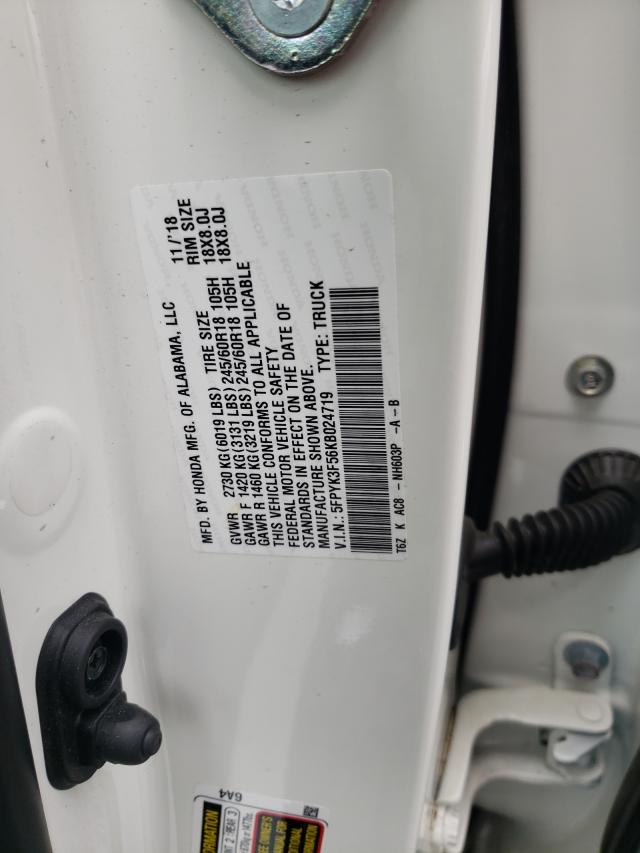 MFD. BY HONDA MFG. OF ALABAMA, LLC 11/'18
GVWR 2730 KG(6019 LBS) TIRE SIZE RIM SIZE
GAWR F 1420 KG(3131 LBS) 245/60R18 105H 18X8.0J
GAWR R 1460 KG(3219 LBS) 245/60R18 105H 18X8.0J
THIS VEHICLE CONFORMS TO ALL APPLICABLE
FEDERAL MOTOR VEHICLE SAFETY
STANDARDS IN EFFECT ON THE DATE OF
MANUFACTURE SHOWN ABOVE.
V.I.N.: 5FPYK3F56KB024719 TYPE: TRUCK
T6Z K AC8 - NH603P -A -B
6A4
REAR 3